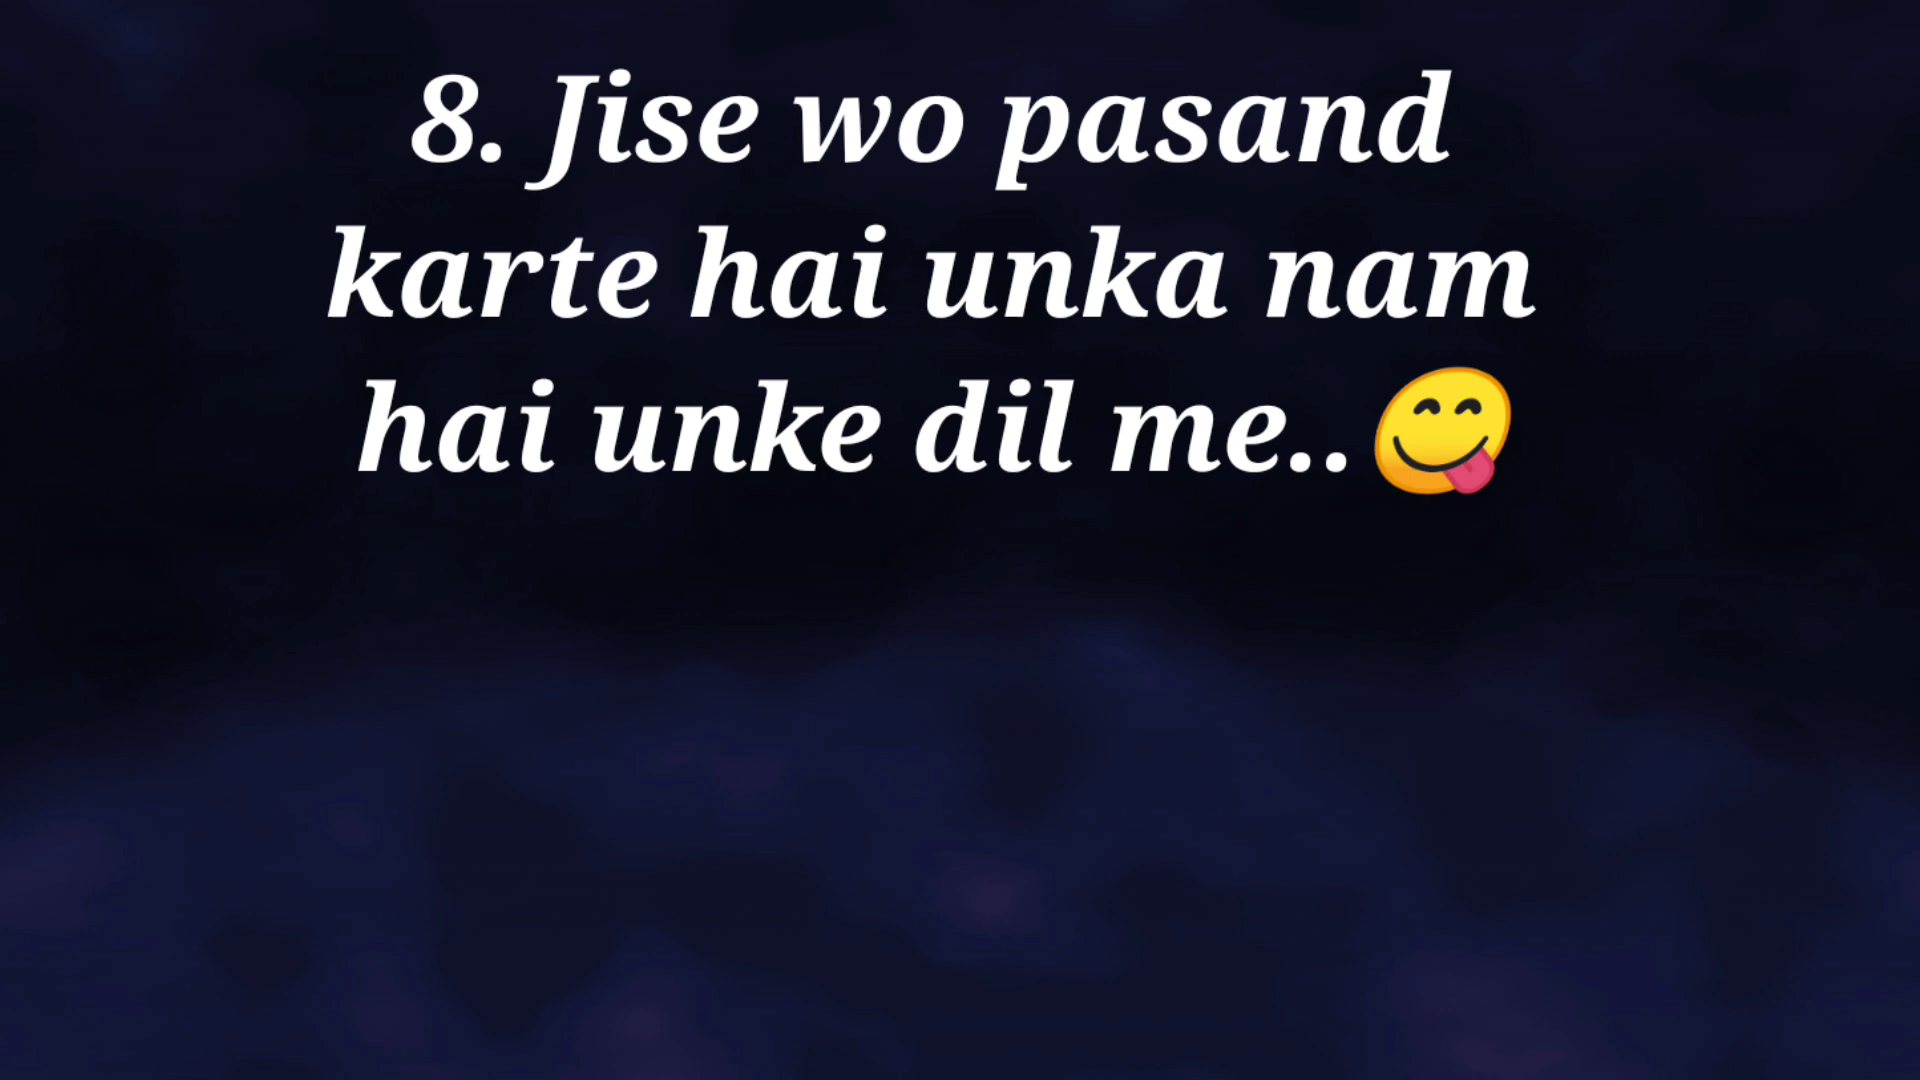 8. Jise wo pasand
karte hai unka nam
hai unke dil me..😋